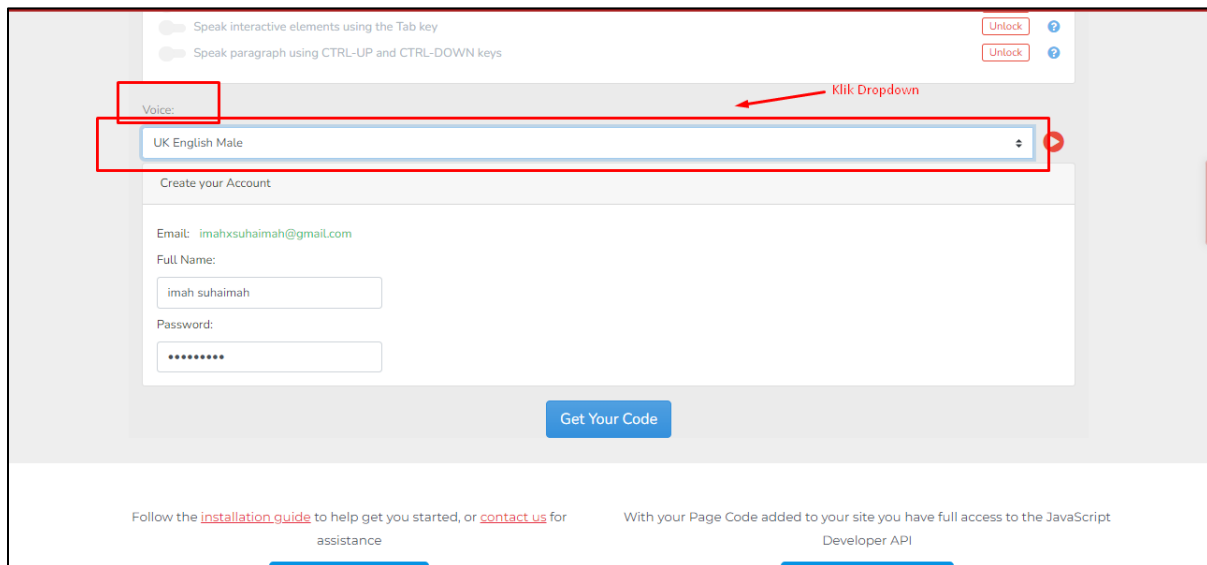 Speak interactive elements using the Tab key
Unlock
Speak paragraph using CTRL-UP and CTRL-DOWN keys
Unlock
Klik Dropdown
Voice:
UK English Male
Create your Account
Email: imahxsuhaimah@gmail.com
Full Name:
imah suhaimah
Password:
•••••••••
Get Your Code
Follow the installation guide to help get you started, or contact us for
assistance
With your Page Code added to your site you have full access to the JavaScript
Developer API